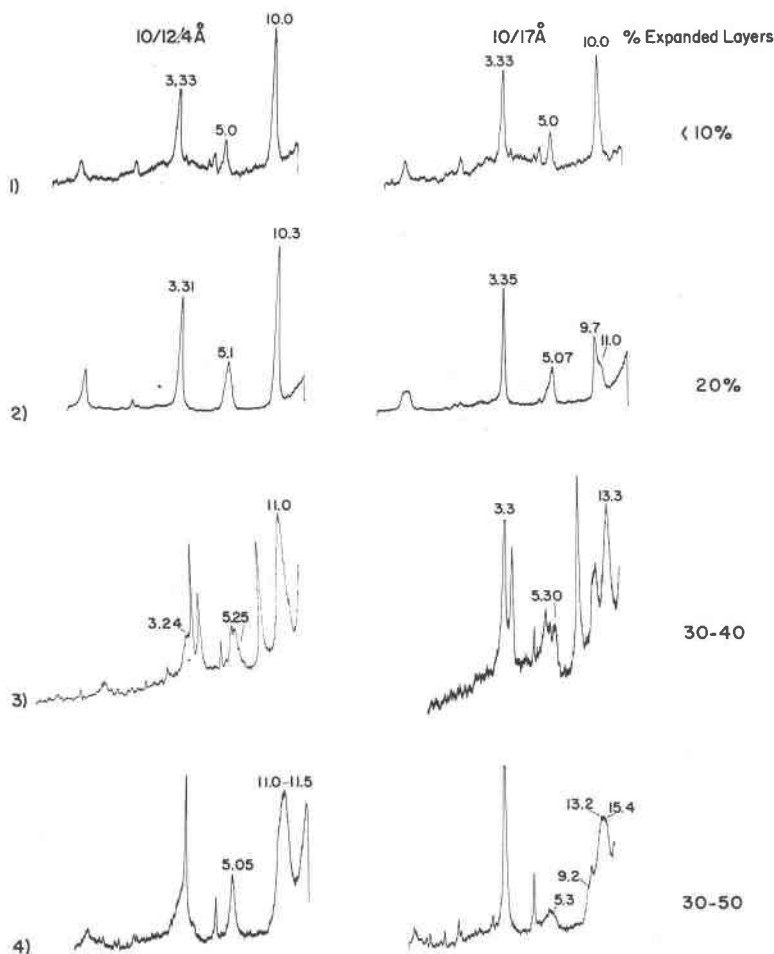 10/12.4Å 10/17Å % Expanded Layers
3.33 5.0 10.0 3.33 5.0 10.0 <10%
1)
3.31 5.1 10.3 3.35 5.07 9.7 11.0 20%
2)
3.24 5.25 11.0 3.3 5.30 13.3 30-40
3)
5.05 11.0-11.5 5.3 9.2 13.2 15.4 30-50
4)